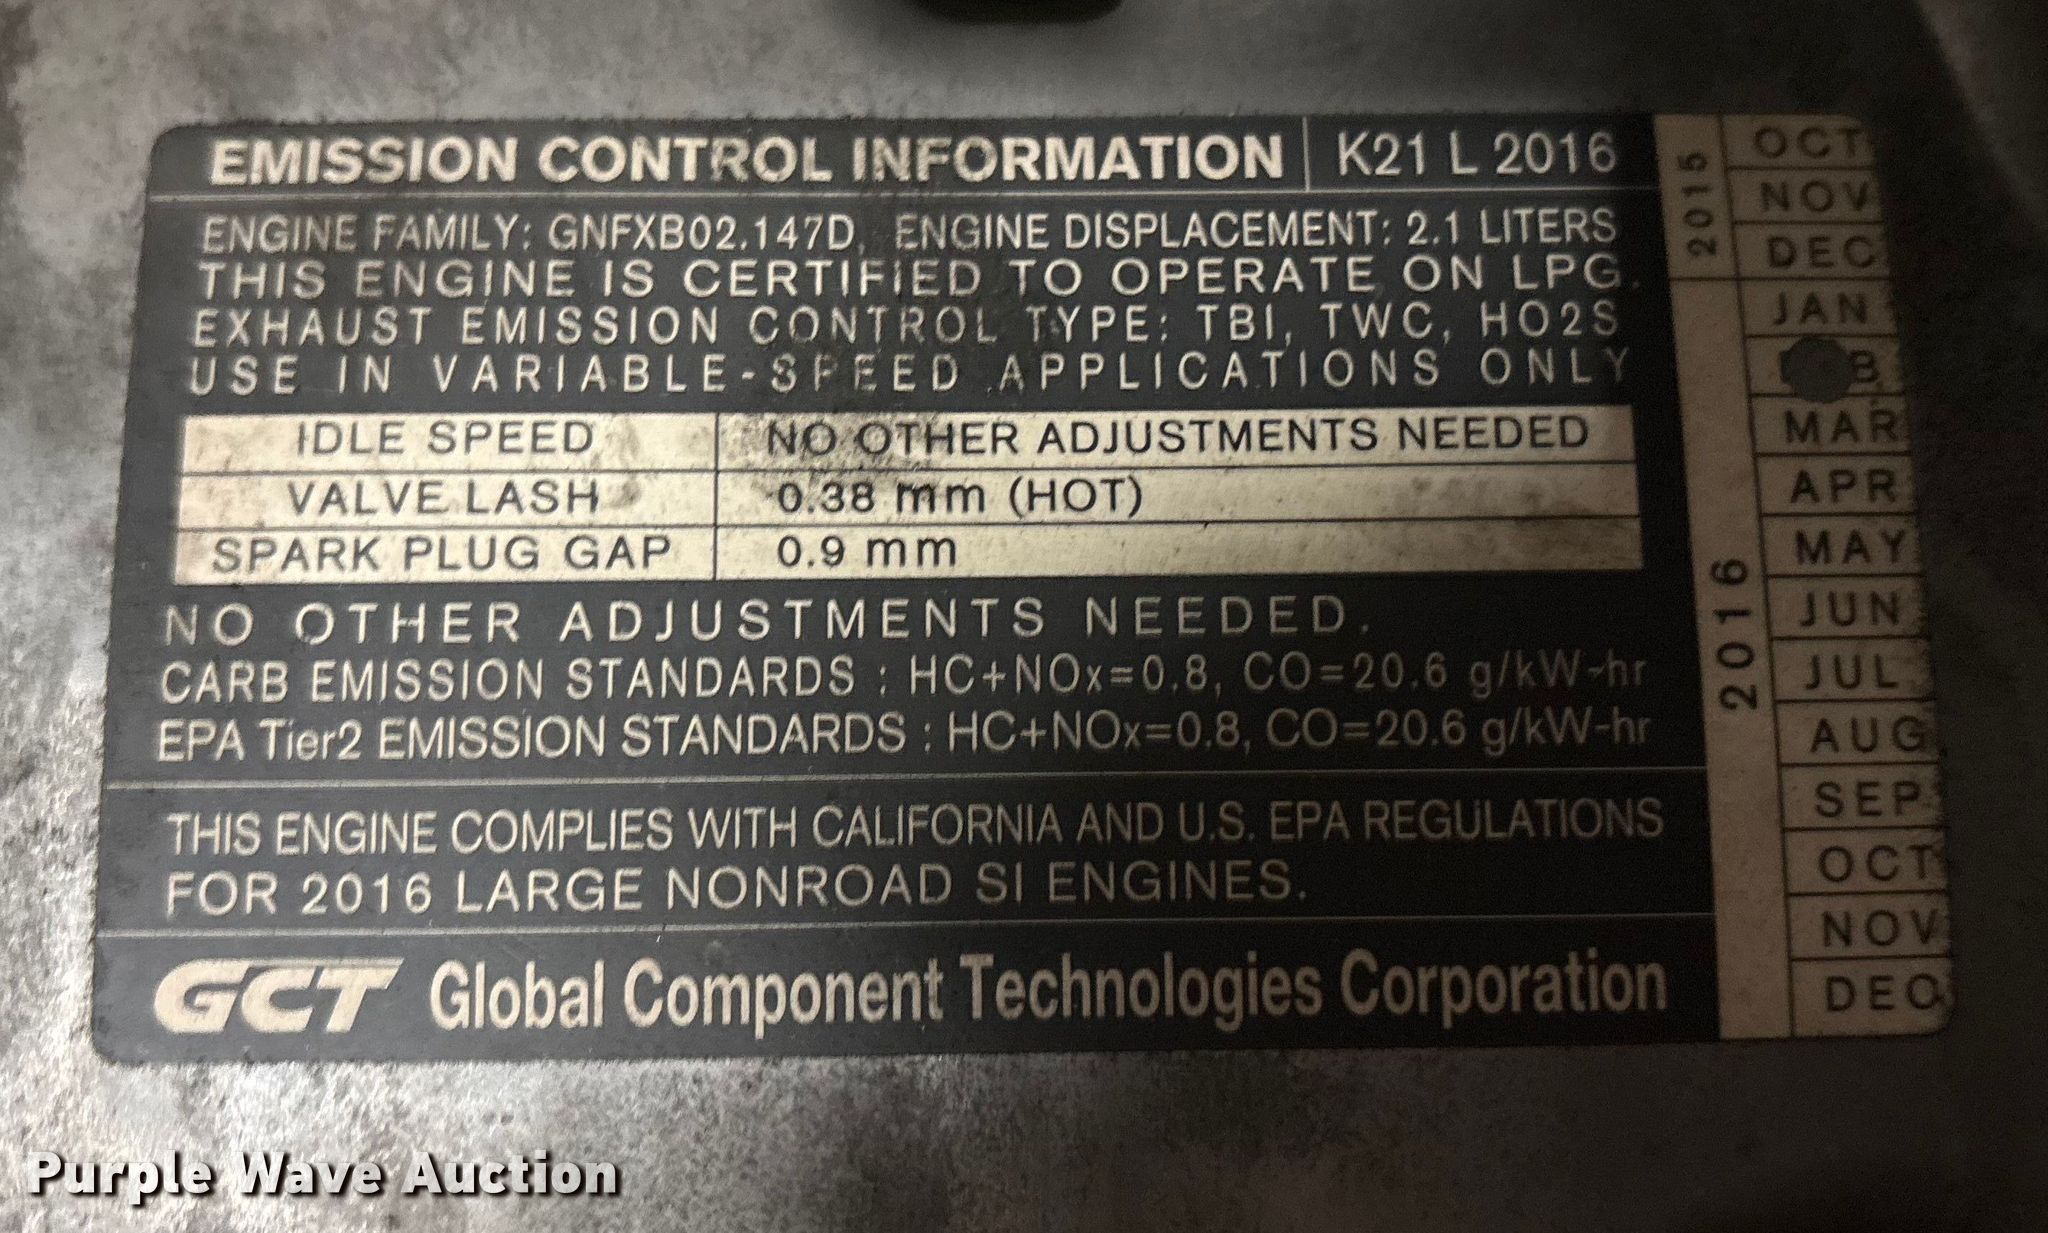 EMISSION CONTROL INFORMATION K21 L 2016
ENGINE FAMILY: GNFXB02.147D, ENGINE DISPLACEMENT: 2.1 LITERS
THIS ENGINE IS CERTIFIED TO OPERATE ON LPG.
EXHAUST EMISSION CONTROL TYPE: TBI, TWC, HO2S
USE IN VARIABLE-SPEED APPLICATIONS ONLY
IDLE SPEED NO OTHER ADJUSTMENTS NEEDED
VALVE LASH 0.38 mm (HOT)
SPARK PLUG GAP 0.9 mm
NO OTHER ADJUSTMENTS NEEDED.
CARB EMISSION STANDARDS : HC+NOx=0.8, CO=20.6 g/kW-hr
EPA Tier2 EMISSION STANDARDS : HC+NOx=0.8, CO=20.6 g/kW-hr
THIS ENGINE COMPLIES WITH CALIFORNIA AND U.S. EPA REGULATIONS
FOR 2016 LARGE NONROAD SI ENGINES.
GCT Global Component Technologies Corporation
2015
OCT
NOV
DEC
2016
JAN
MAR
APR
MAY
JUN
JUL
AUG
SEP
OCT
NOV
DEC
Purple Wave Auction